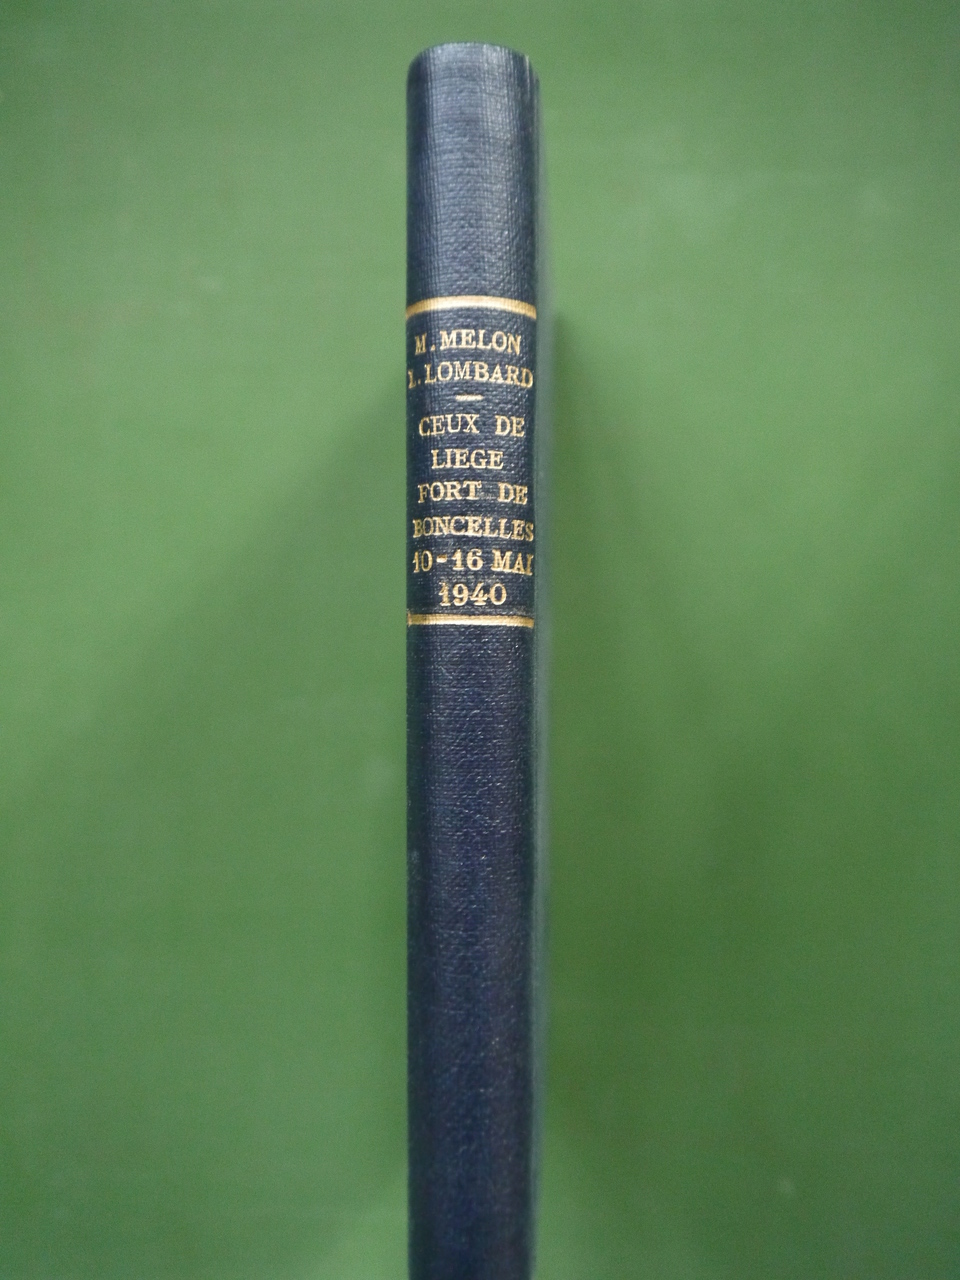 M. MELON
L. LOMBARD
CEUX DE
LIEGE
FORT DE
BONCELLES
10-16 MAI
1940